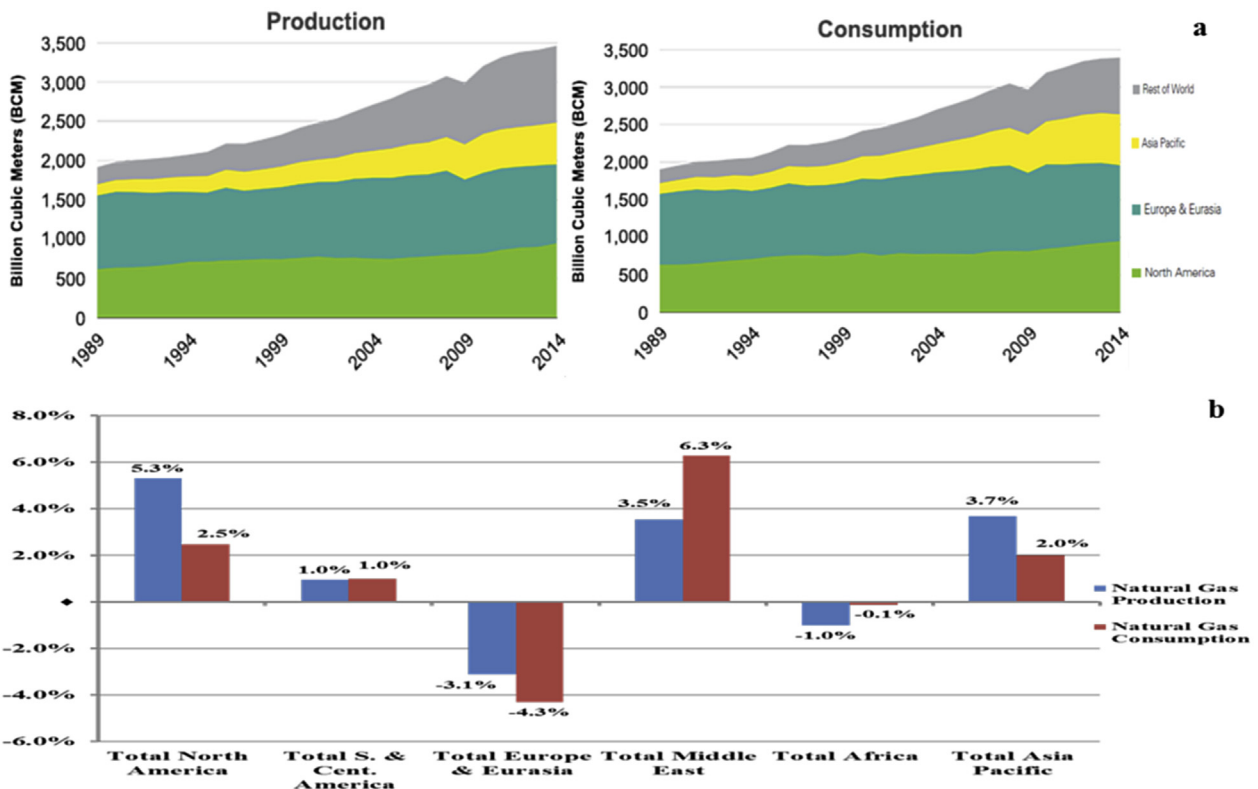 Production
Consumption
a
Billion Cubic Meters (BCM)
3,500
3,000
2,500
2,000
1,500
1,000
500
0
1989
1994
1999
2004
2009
2014
Billion Cubic Meters (BCM)
3,500
3,000
2,500
2,000
1,500
1,000
500
0
1989
1994
1999
2004
2009
2014
Rest of World
Asia Pacific
Europe & Eurasia
North America
b
8.0%
6.0%
4.0%
2.0%
-2.0%
-4.0%
-6.0%
5.3%
2.5%
1.0%
1.0%
-3.1%
-4.3%
3.5%
6.3%
-1.0%
-0.1%
3.7%
2.0%
Natural Gas
Production
Natural Gas
Consumption
Total North
America
Total S. &
Cent.
America
Total Europe
& Eurasia
Total Middle
East
Total Africa
Total Asia
Pacific